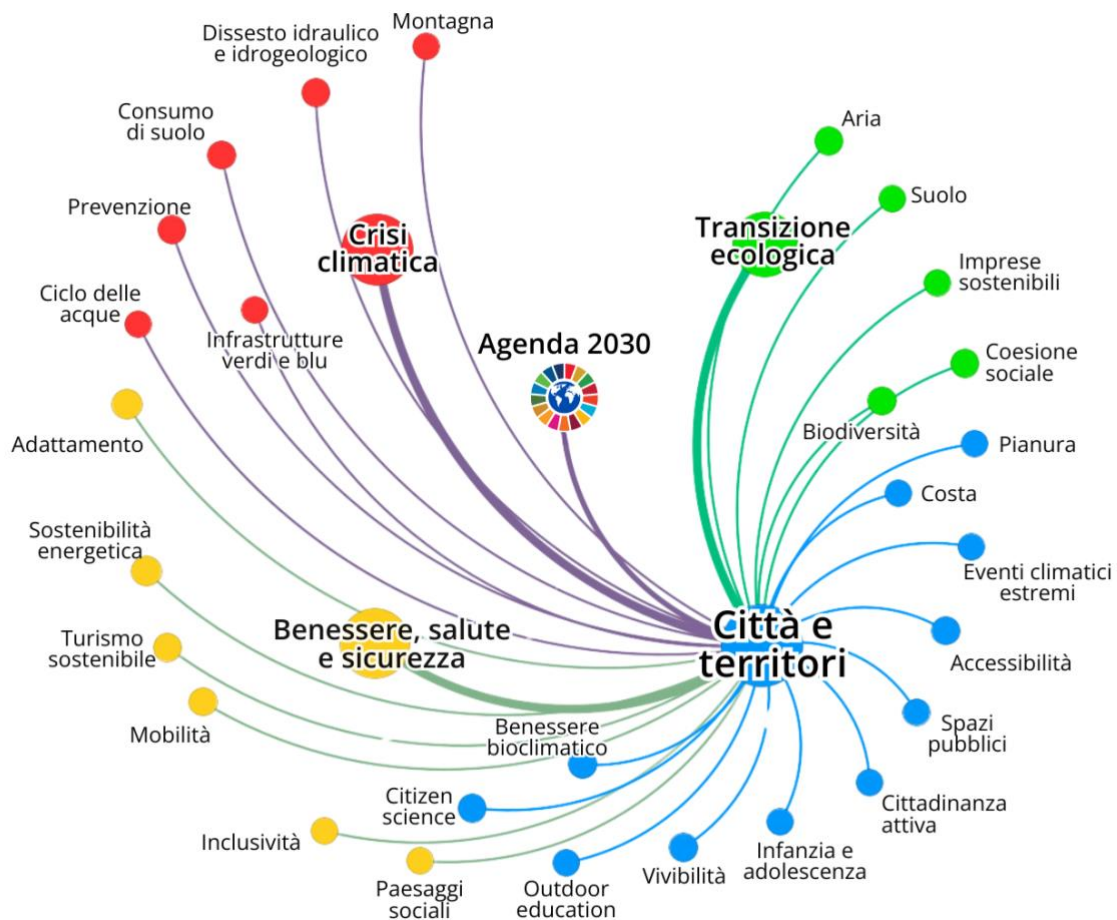 Montagna
Dissesto idraulico
e idrogeologico
Consumo
di suolo
Prevenzione
Ciclo delle
acque
Infrastrutture
verdi e blu
Crisi
climatica
Agenda 2030
Aria
Suolo
Transizione
ecologica
Imprese
sostenibili
Coesione
sociale
Biodiversità
Pianura
Costa
Eventi climatici
estremi
Accessibilità
Spazi
pubblici
Cittadinanza
attiva
Infanzia e
adolescenza
Vivibilità
Outdoor
education
Città e
territori
Adattamento
Sostenibilità
energetica
Benessere, salute
e sicurezza
Turismo
sostenibile
Mobilità
Benessere
bioclimatico
Citizen
science
Inclusività
Paesaggi
sociali